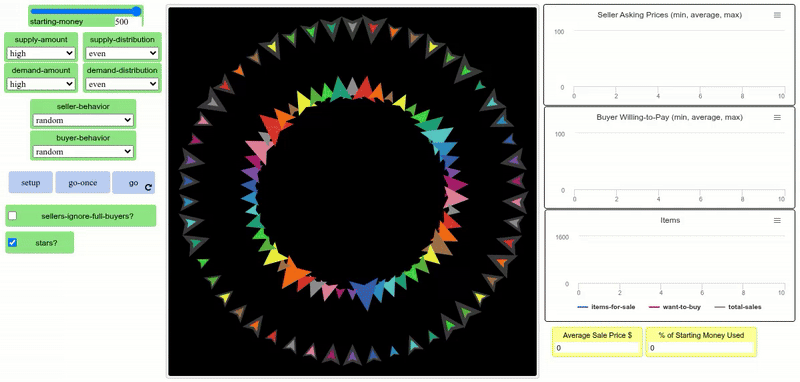 starting-money 500
supply-amount
high
supply-distribution
even
demand-amount
high
demand-distribution
even
seller-behavior
random
buyer-behavior
random
setup
go-once
go
sellers-ignore-full-buyers?
stars?
Seller Asking Prices (min, average, max)
100
0
0 2 4 6 8 10
Buyer Willing-to-Pay (min, average, max)
100
0
0 2 4 6 8 10
Items
1600
0
0 2 4 6 8 10
items-for-sale want-to-buy total-sales
Average Sale Price $
0
% of Starting Money Used
0